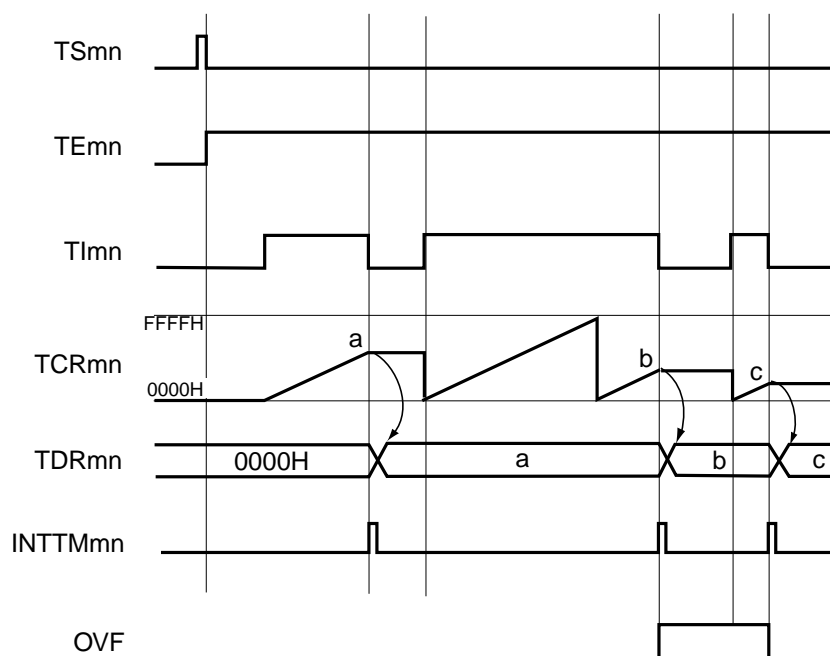 TSmn
TEmn
TImn
FFFFH
a
b
TCRmn
c
0000H
TDRmn
0000H
a
b
c
INTTMmn
OVF